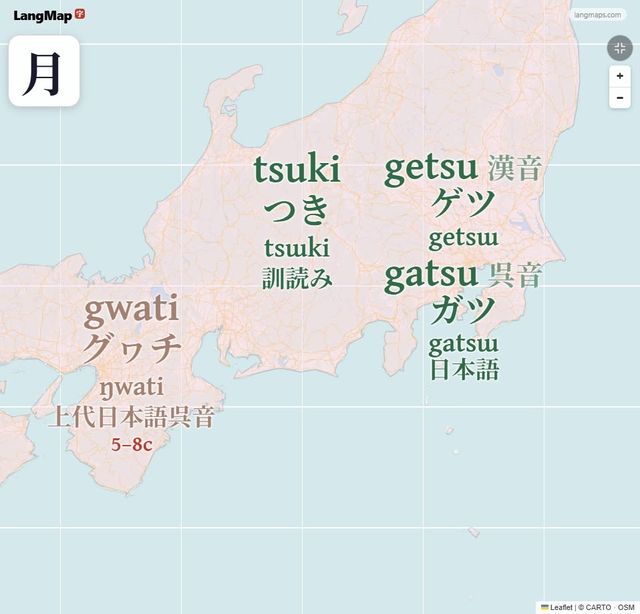 LangMap 字
langmaps.com
月
+
−
tsuki
つき
tsɯki
訓読み
getsu 漢音
ゲツ
getsɯ
gatsu 呉音
ガツ
gatsɯ
日本語
gwati
グヮチ
ŋwati
上代日本語呉音
5–8c
Leaflet | © CARTO · OSM